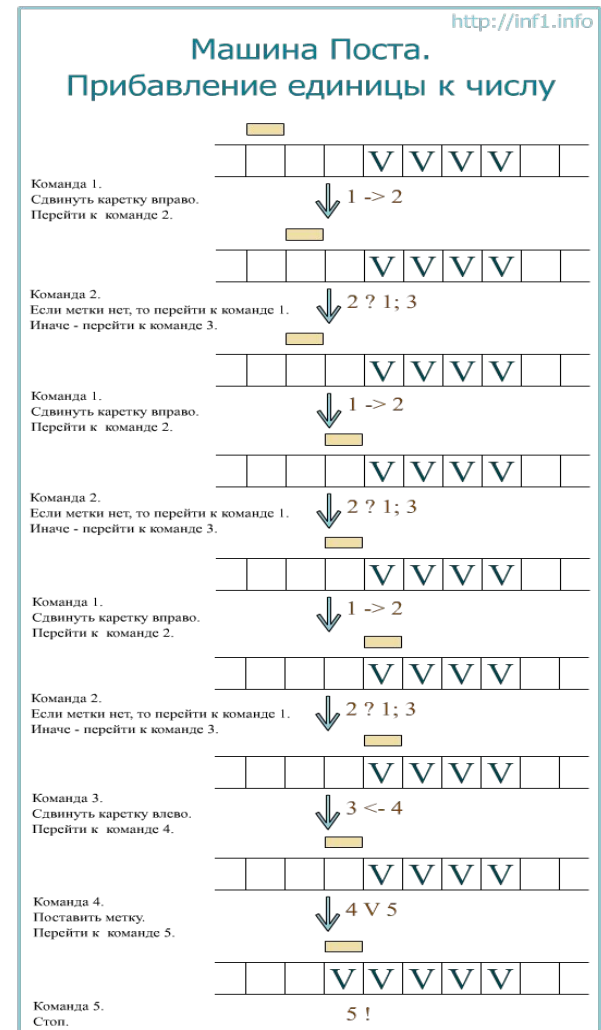 http://inf1.info
Машина Поста.
Прибавление единицы к числу
V V V V
Команда 1.
Сдвинуть каретку вправо.
Перейти к команде 2.
1 -> 2
V V V V
Команда 2.
Если метки нет, то перейти к команде 1.
Иначе - перейти к команде 3.
2 ? 1; 3
V V V V
Команда 1.
Сдвинуть каретку вправо.
Перейти к команде 2.
1 -> 2
V V V V
Команда 2.
Если метки нет, то перейти к команде 1.
Иначе - перейти к команде 3.
2 ? 1; 3
V V V V
Команда 1.
Сдвинуть каретку вправо.
Перейти к команде 2.
1 -> 2
V V V V
Команда 2.
Если метки нет, то перейти к команде 1.
Иначе - перейти к команде 3.
2 ? 1; 3
V V V V
Команда 3.
Сдвинуть каретку влево.
Перейти к команде 4.
3 <- 4
V V V V
Команда 4.
Поставить метку.
Перейти к команде 5.
4 V 5
V V V V V
Команда 5.
Стоп.
5 !